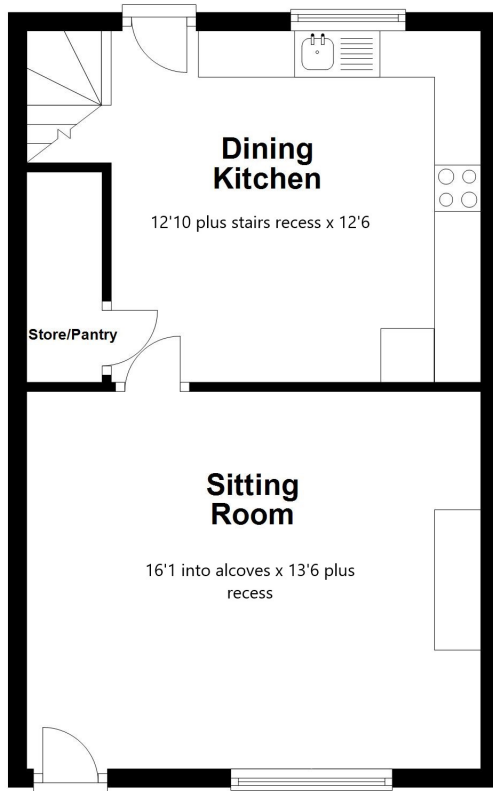 Dining
Kitchen
12'10 plus stairs recess x 12'6
Store/Pantry
Sitting
Room
16'1 into alcoves x 13'6 plus
recess